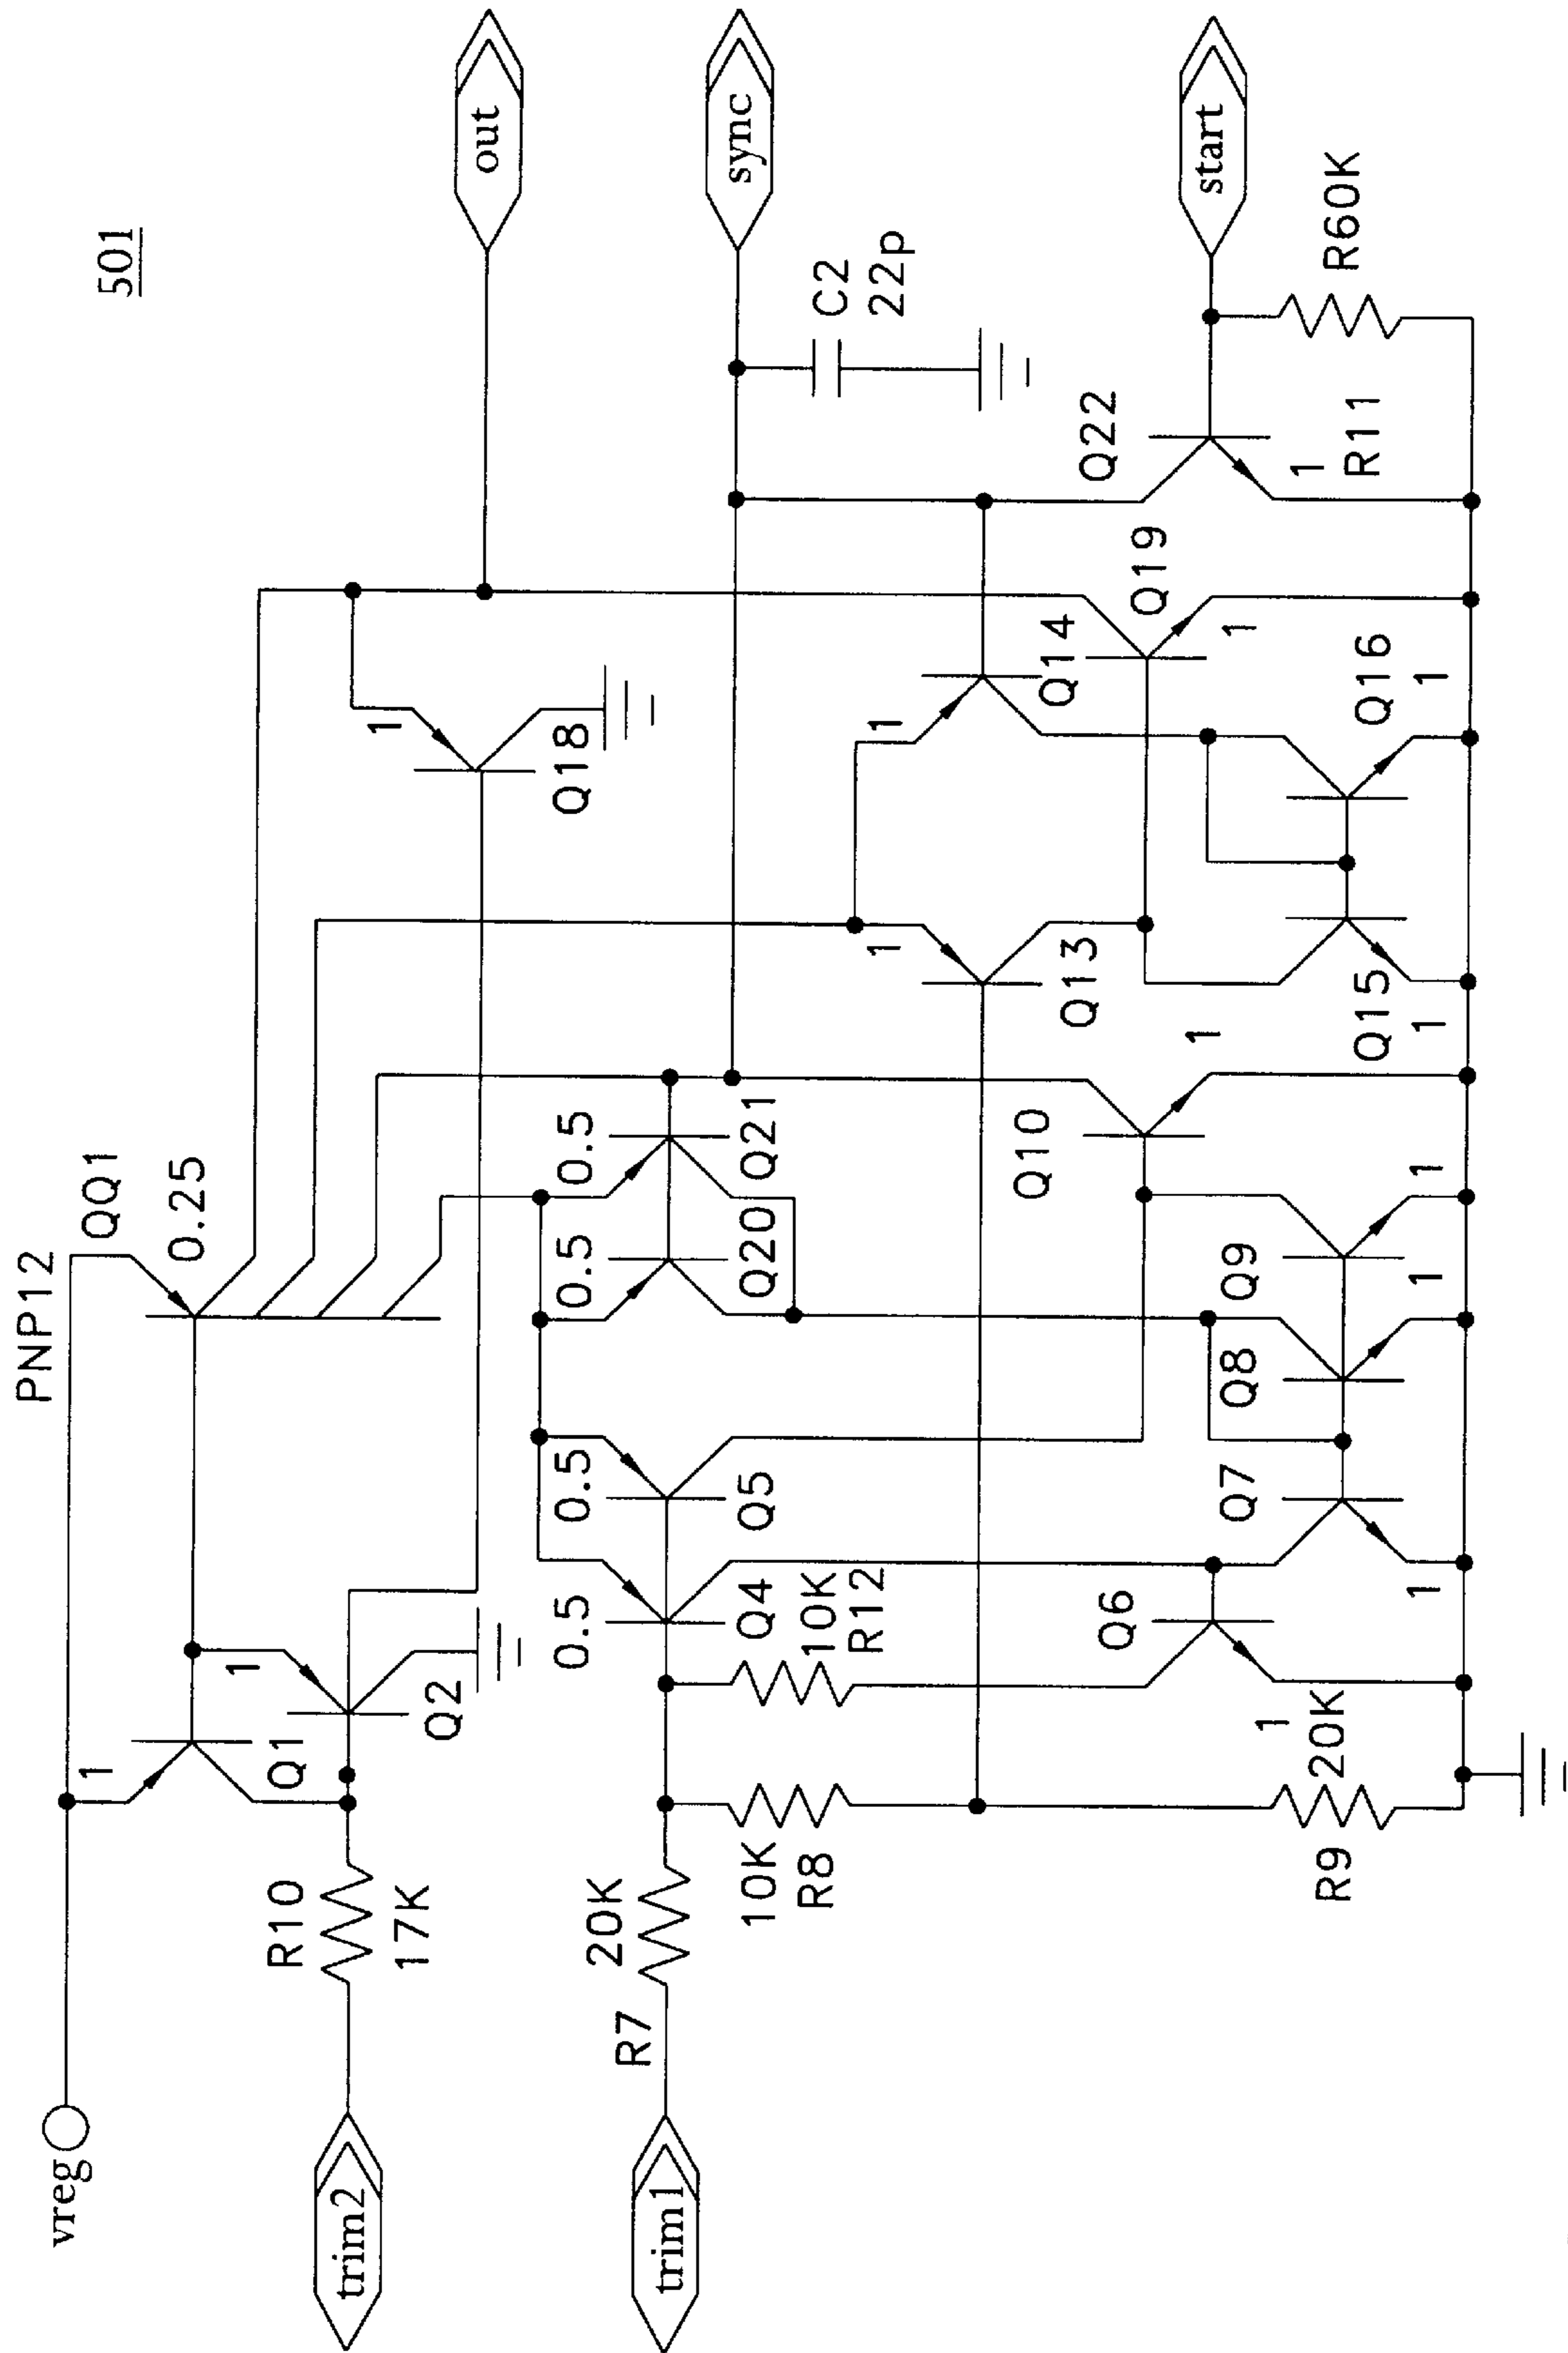 501
PNP12
QQ1
0.25
vreg
1
Q1
1
Q2
R10
17K
trim2
1
Q18
out
sync
C2
22p
start
R60K
R11
Q22
1
0.5
Q4
0.5
Q5
0.5
Q20
0.5
Q21
R7
20K
trim1
10K
R8
10K
R12
R9
20K
Q6
1
Q7
1
Q8
1
Q9
1
Q10
1
1
Q13
1
Q14
Q15
1
Q16
1
Q19
1